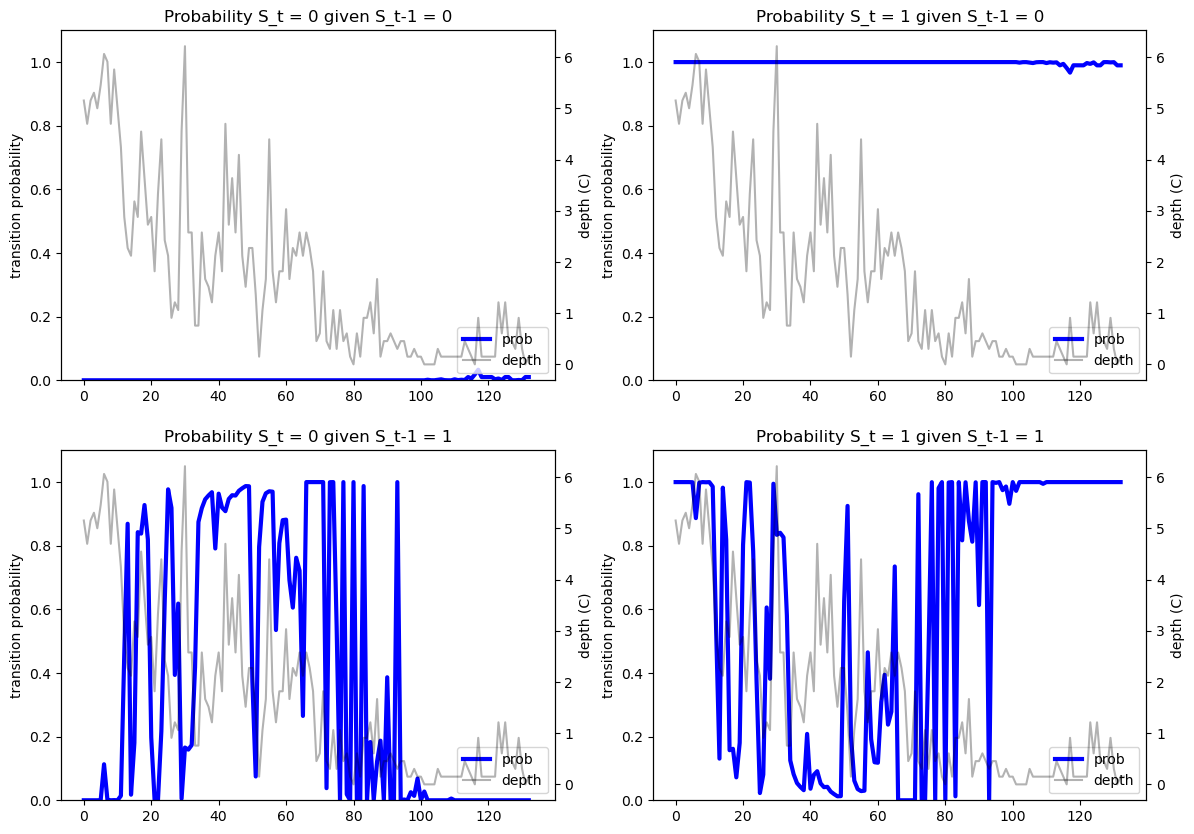 Probability S_t = 0 given S_t-1 = 0
1.0
0.8
0.6
0.4
0.2
0.0
transition probability
0 20 40 60 80 100 120
6
5
4
3
2
1
0
depth (C)
prob
depth
Probability S_t = 1 given S_t-1 = 0
1.0
0.8
0.6
0.4
0.2
0.0
transition probability
0 20 40 60 80 100 120
6
5
4
3
2
1
0
depth (C)
prob
depth
Probability S_t = 0 given S_t-1 = 1
1.0
0.8
0.6
0.4
0.2
0.0
transition probability
0 20 40 60 80 100 120
6
5
4
3
2
1
0
depth (C)
prob
depth
Probability S_t = 1 given S_t-1 = 1
1.0
0.8
0.6
0.4
0.2
0.0
transition probability
0 20 40 60 80 100 120
6
5
4
3
2
1
0
depth (C)
prob
depth